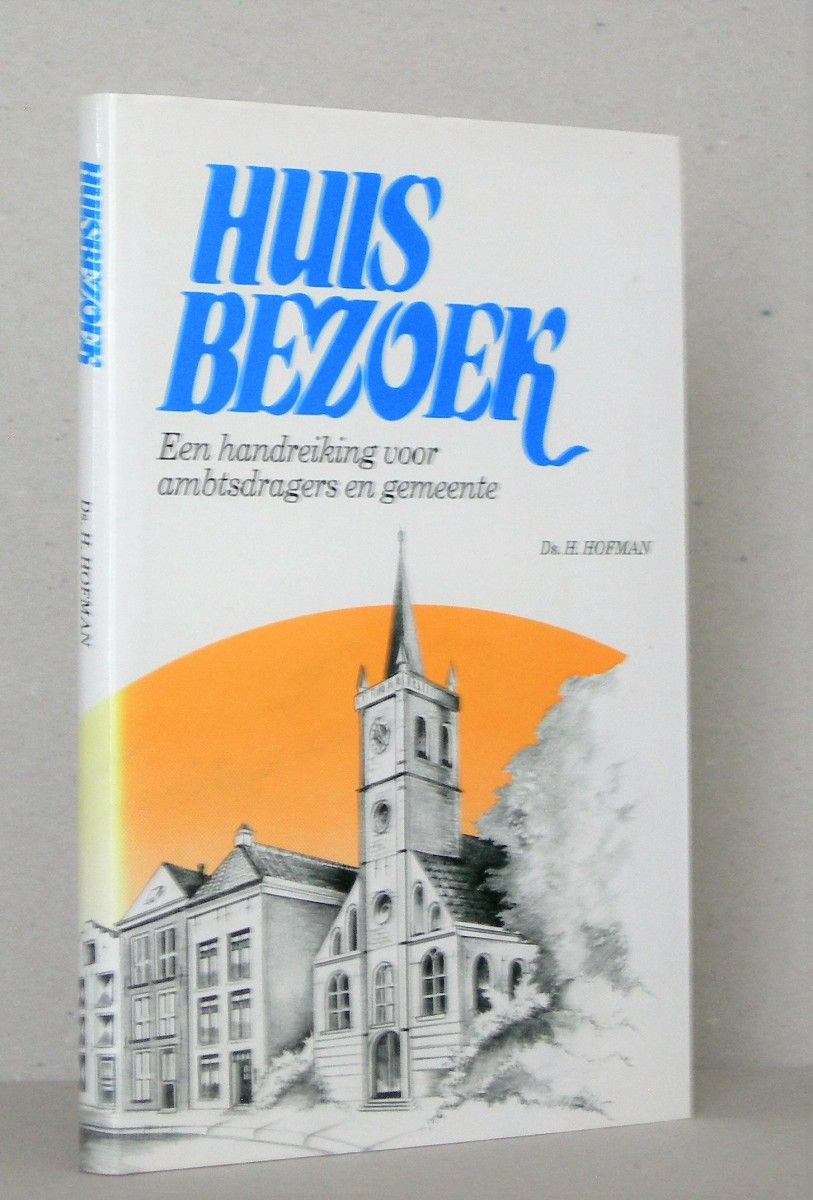 HUIS
BEZOEK
Een handreiking voor
ambtsdragers en gemeente
Ds. H. HOFMAN
HUISBEZOEK
Ds. H. HOFMAN